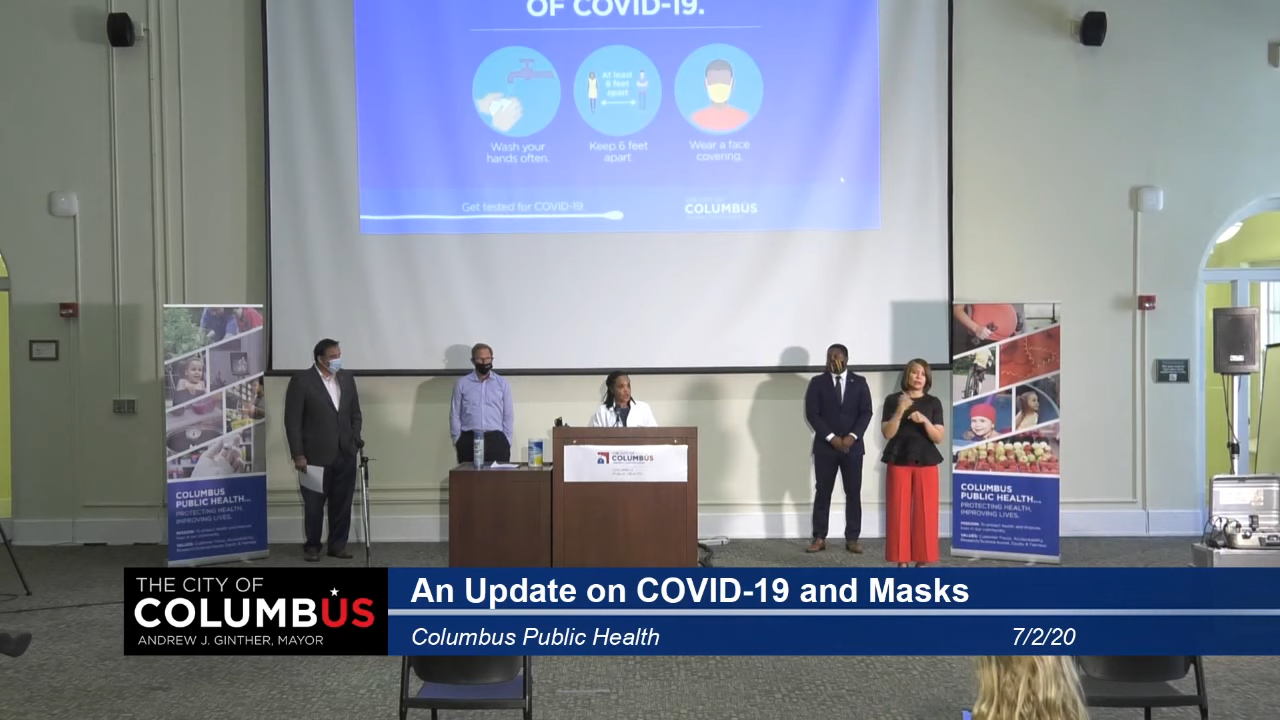 OF COVID-19.
At least
6 feet
apart
Wash your
hands often.
Keep 6 feet
apart
Wear a face
covering.
Get tested for COVID-19
COLUMBUS
COLUMBUS
PUBLIC HEALTH...
PROTECTING HEALTH,
IMPROVING LIVES.
COLUMBUS
COLUMBUS
PUBLIC HEALTH...
PROTECTING HEALTH,
IMPROVING LIVES.
THE CITY OF
COLUMBUS
ANDREW J. GINTHER, MAYOR
An Update on COVID-19 and Masks
Columbus Public Health
7/2/20